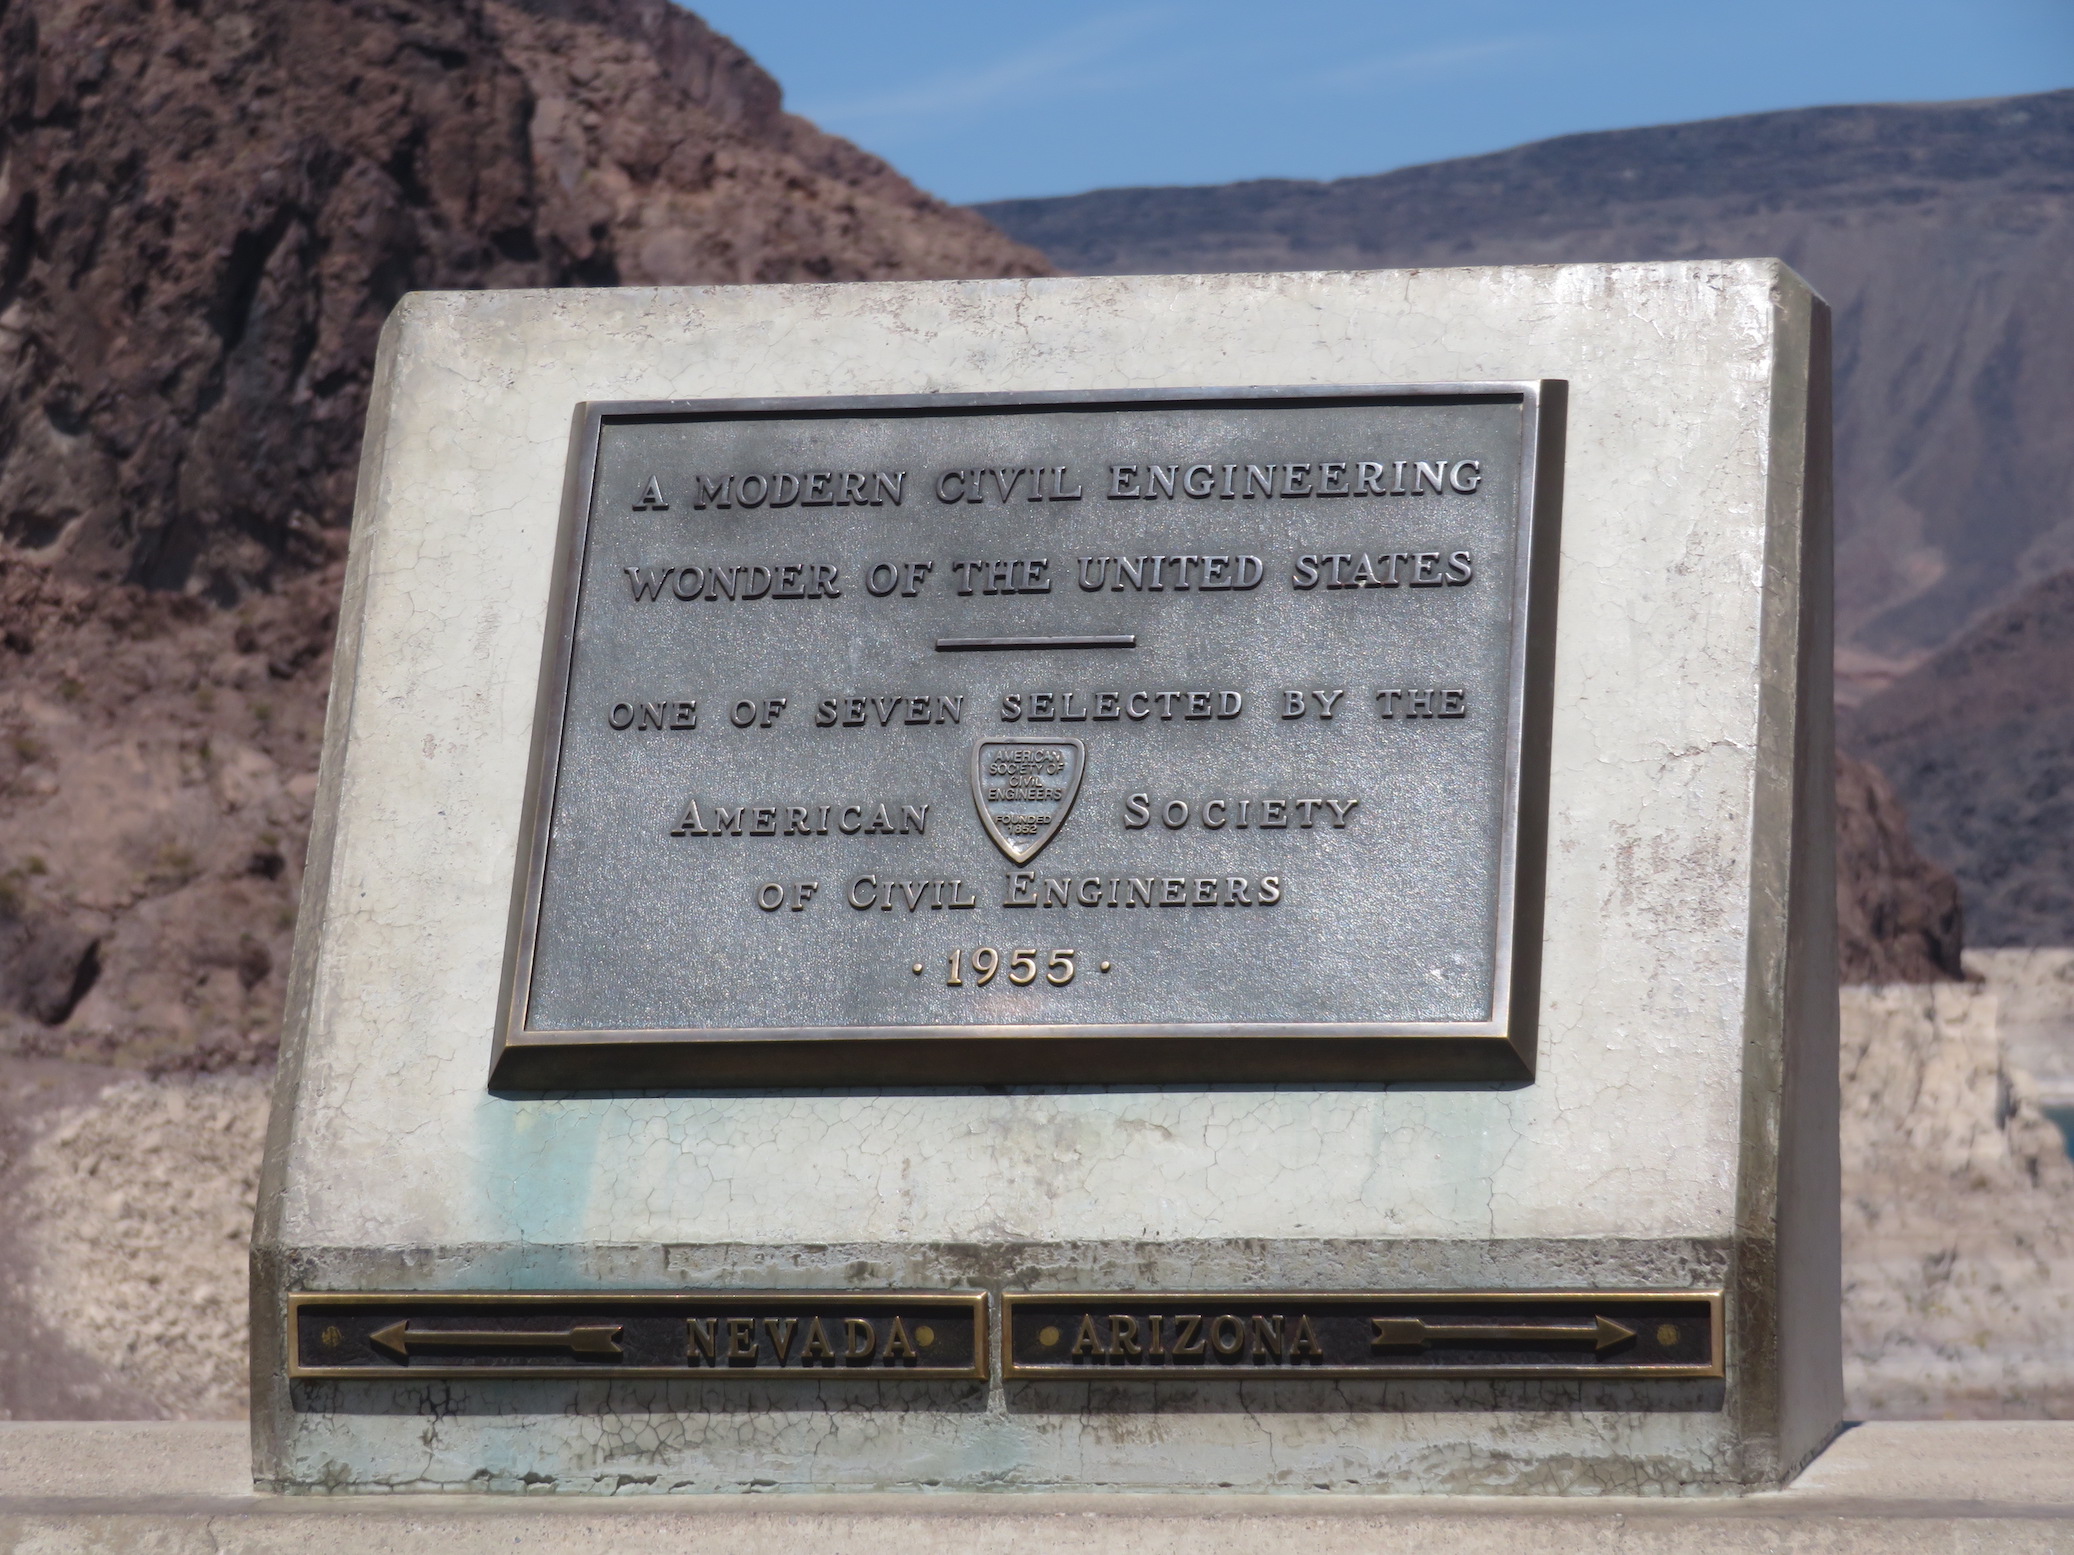 A MODERN CIVIL ENGINEERING
WONDER OF THE UNITED STATES
ONE OF SEVEN SELECTED BY THE
AMERICAN SOCIETY
AMERICAN
SOCIETY OF
CIVIL
ENGINEERS
FOUNDED
1852
OF CIVIL ENGINEERS
· 1955 ·
NEVADA
ARIZONA